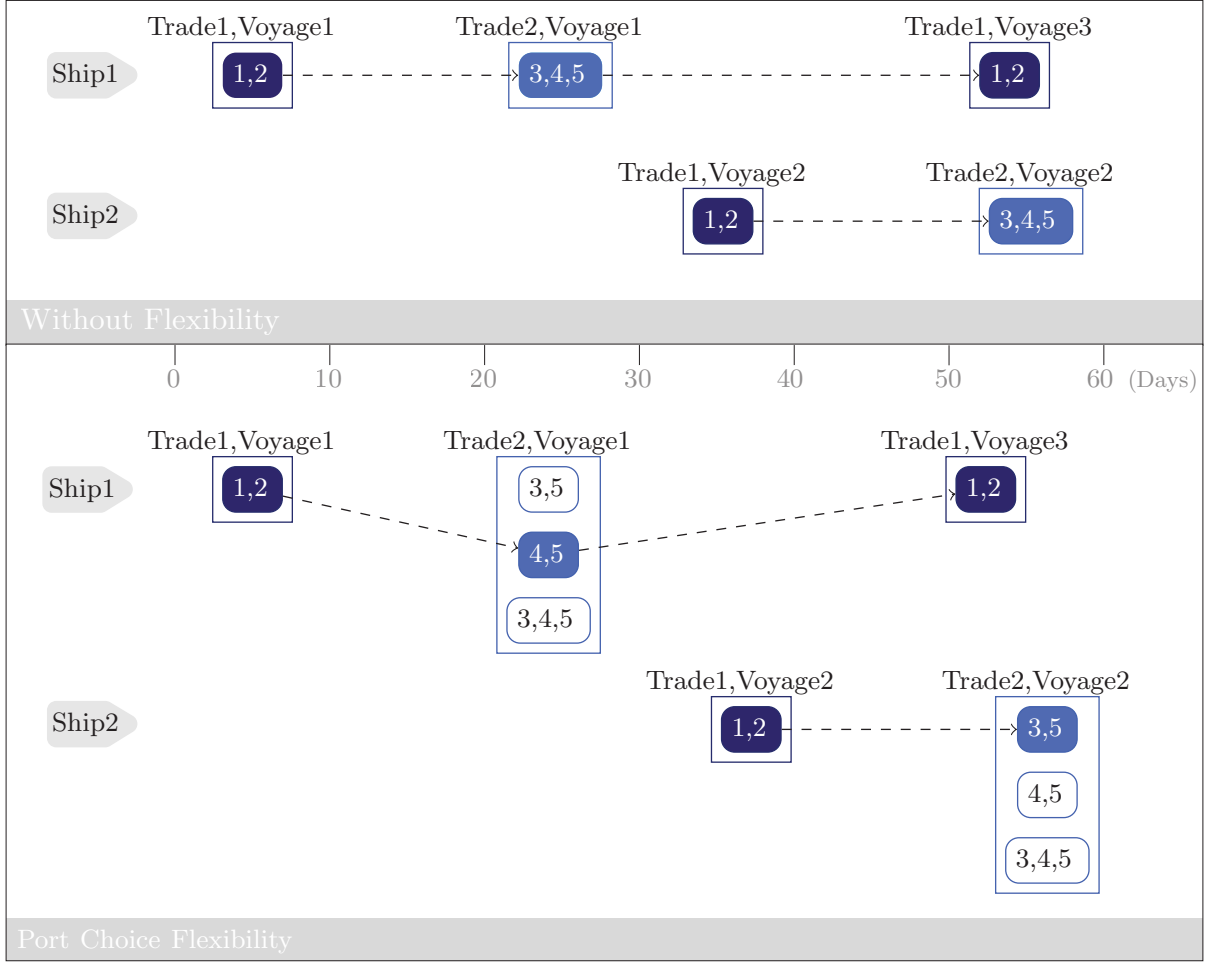 Trade1,Voyage1 Trade2,Voyage1 Trade1,Voyage3
Ship1 1,2 3,4,5 1,2
Trade1,Voyage2 Trade2,Voyage2
Ship2 1,2 3,4,5
Without Flexibility
0 10 20 30 40 50 60 (Days)
Trade1,Voyage1 Trade2,Voyage1 Trade1,Voyage3
Ship1 1,2 3,5 1,2
4,5
3,4,5
Trade1,Voyage2 Trade2,Voyage2
Ship2 1,2 3,5
4,5
3,4,5
Port Choice Flexibility